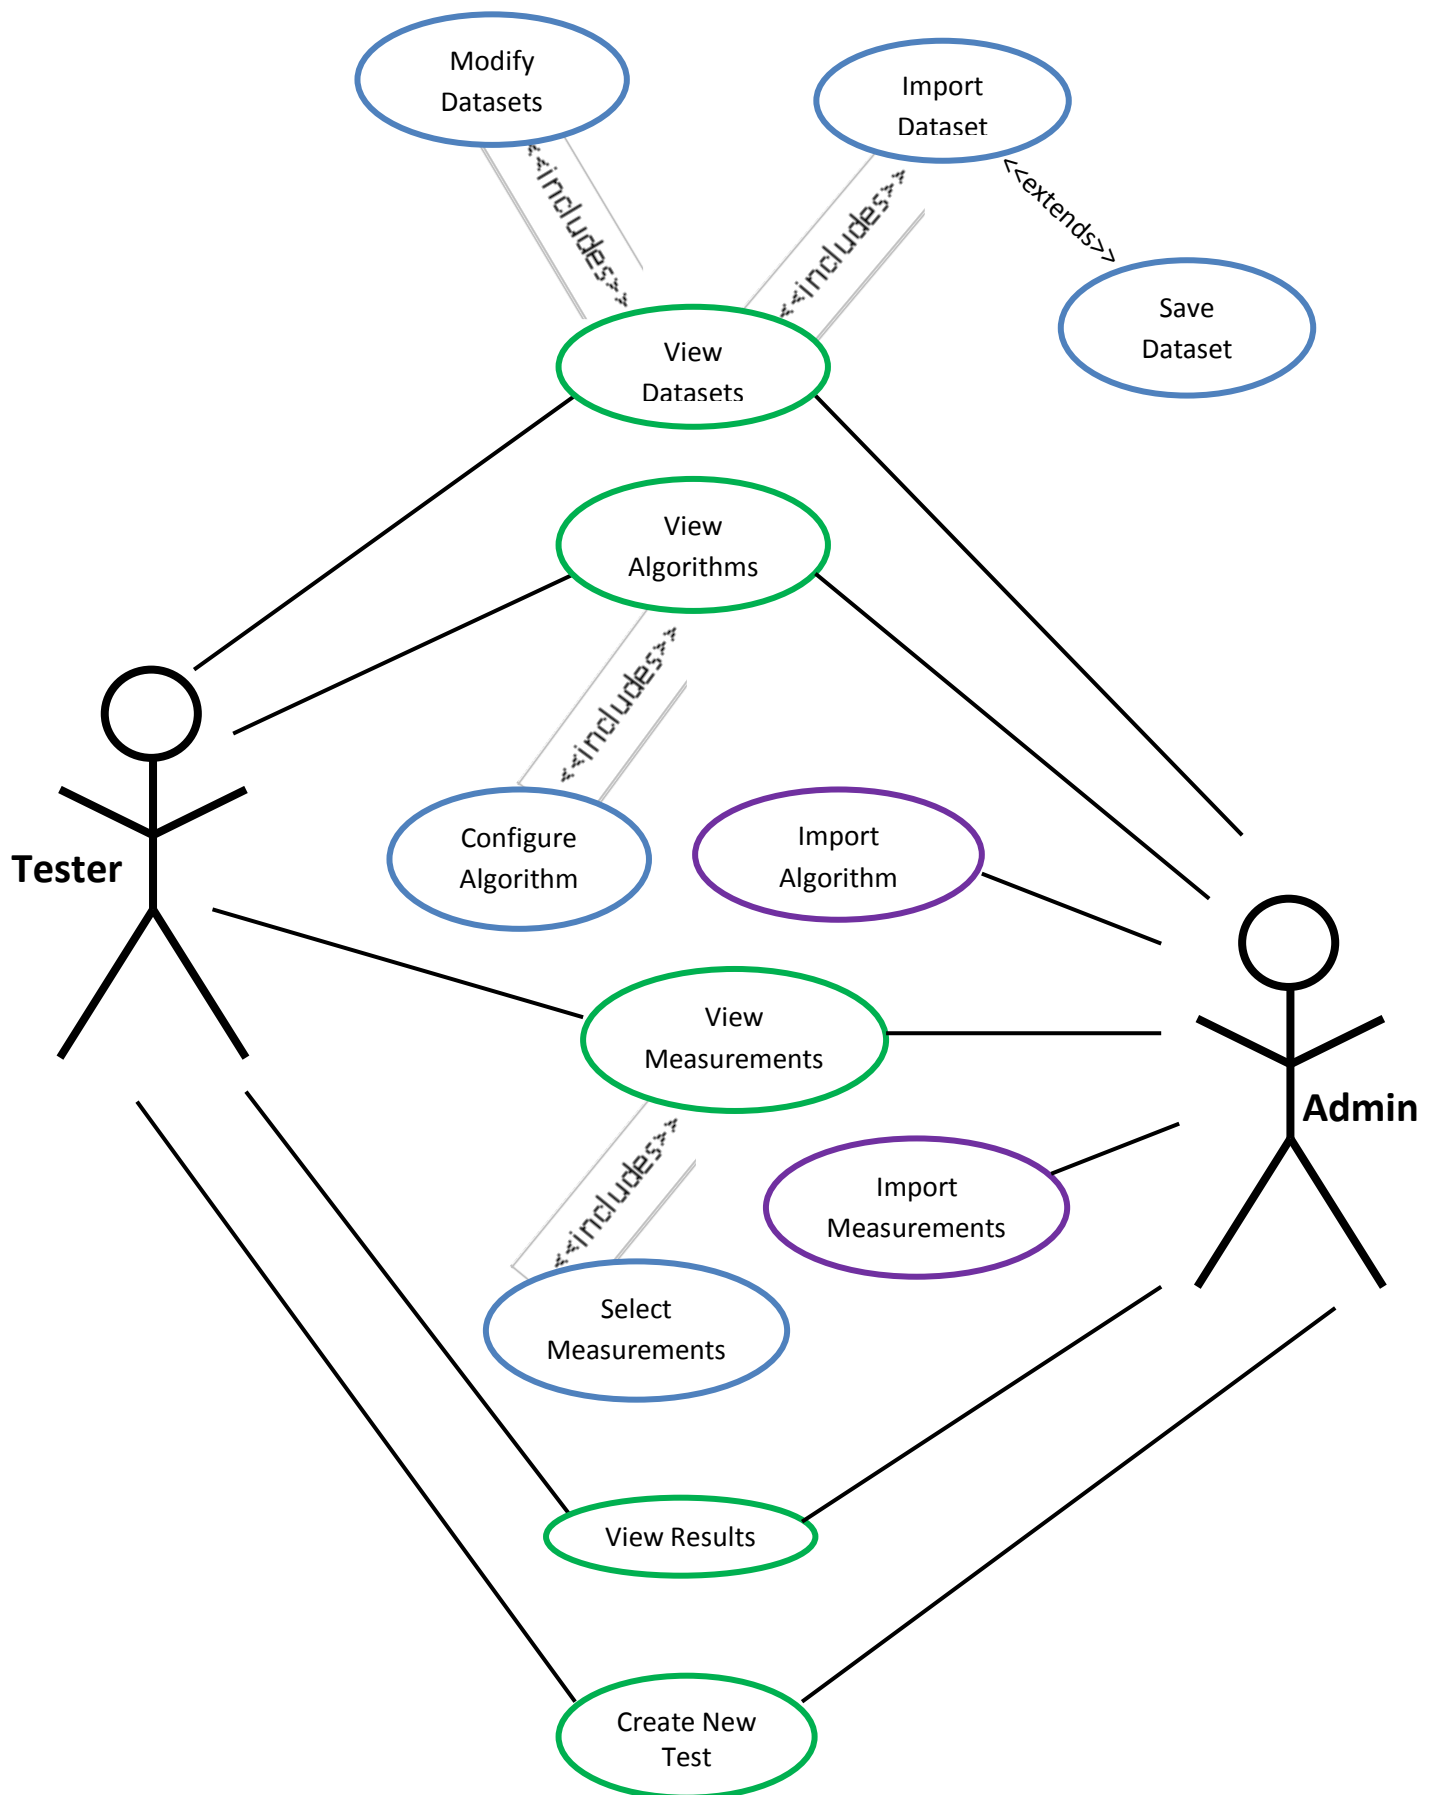 Modify
Datasets
Import
Dataset
<<includes>>
<<includes>>
<<extends>>
Save
Dataset
View
Datasets
View
Algorithms
<<includes>>
Configure
Algorithm
Import
Algorithm
Tester
View
Measurements
Admin
<<includes>>
Import
Measurements
Select
Measurements
View Results
Create New
Test